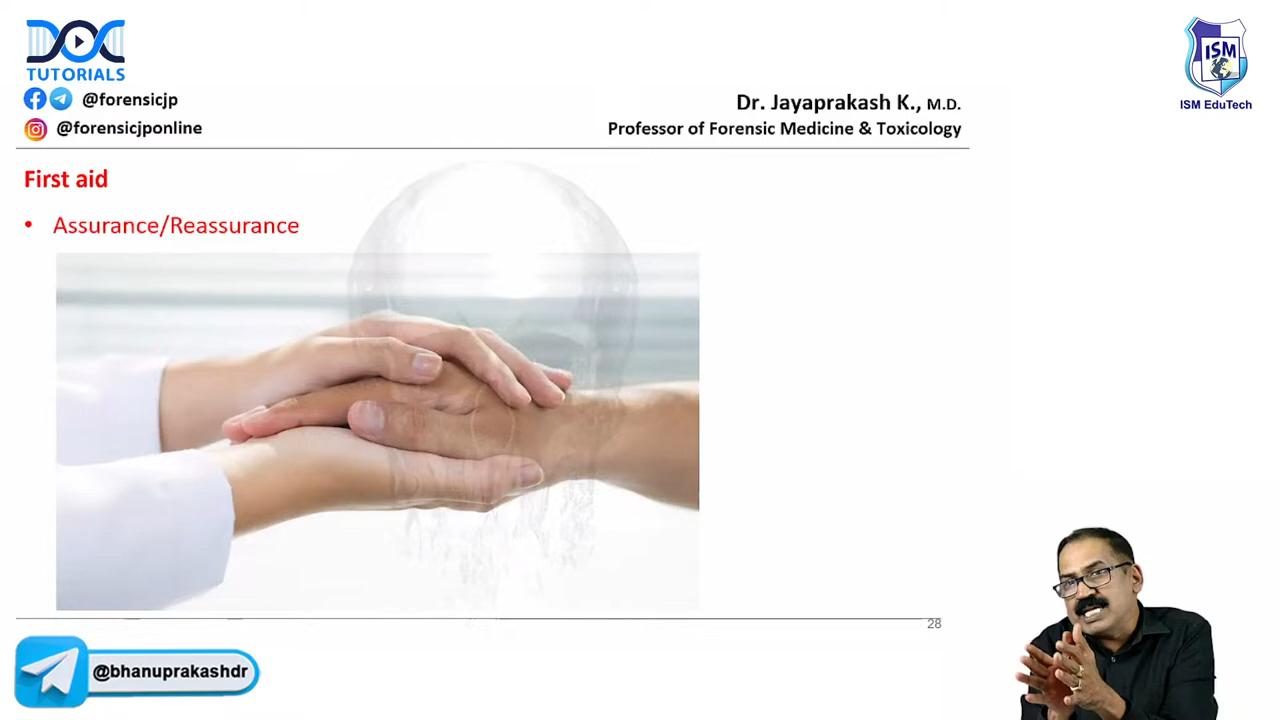 TUTORIALS
@forensicjp
@forensicjponline
ISM
ISM EduTech
Dr. Jayaprakash K., M.D.
Professor of Forensic Medicine & Toxicology
First aid
• Assurance/Reassurance
28
@bhanuprakashdr